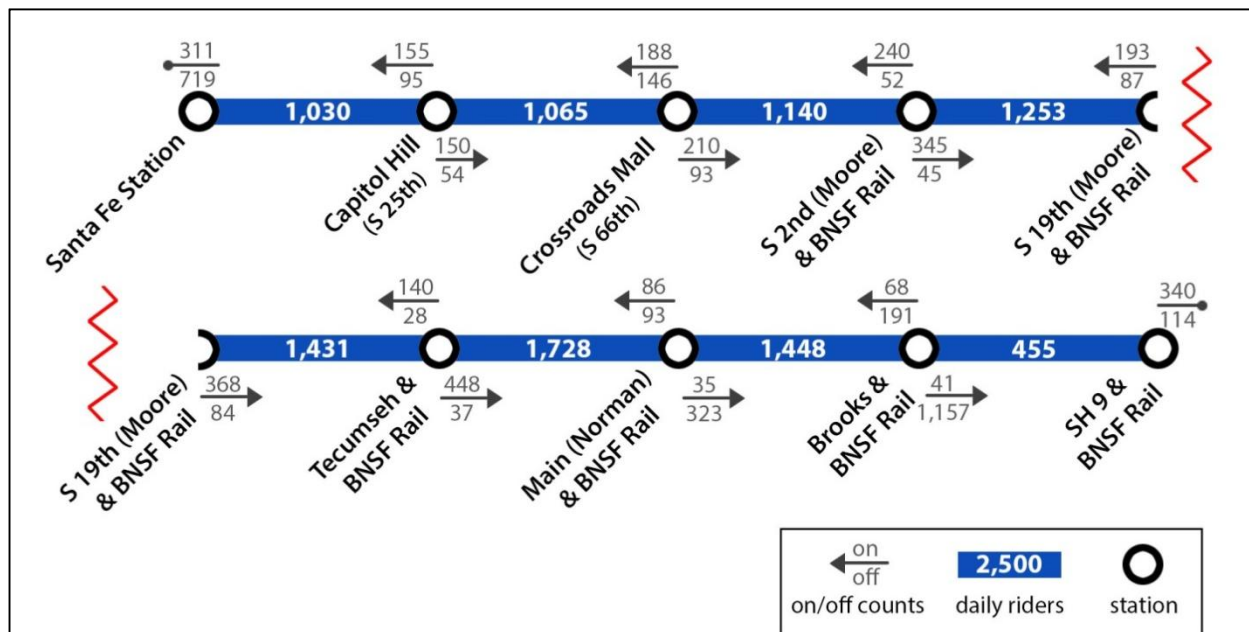 311
719
155
95
188
146
240
52
193
87
1,030
1,065
1,140
1,253
150
54
210
93
345
45
Santa Fe Station
Capitol Hill
(S 25th)
Crossroads Mall
(S 66th)
S 2nd (Moore)
& BNSF Rail
S 19th (Moore)
& BNSF Rail
140
28
86
93
68
191
340
114
1,431
1,728
1,448
455
368
84
448
37
35
323
41
1,157
S 19th (Moore)
& BNSF Rail
Tecumseh &
BNSF Rail
Main (Norman)
& BNSF Rail
Brooks &
BNSF Rail
SH 9 &
BNSF Rail
on
off
2,500
on/off counts
daily riders
station